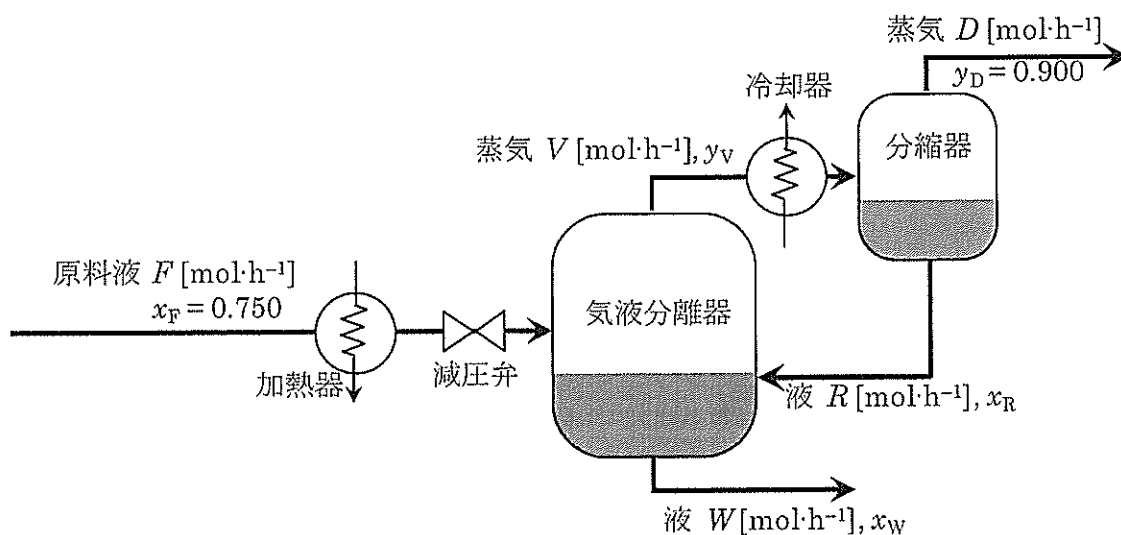 蒸気 D [mol·h⁻¹]
y_D = 0.900
冷却器
分縮器
蒸気 V [mol·h⁻¹], y_V
原料液 F [mol·h⁻¹]
x_F = 0.750
気液分離器
加熱器
減圧弁
液 R [mol·h⁻¹], x_R
液 W [mol·h⁻¹], x_W